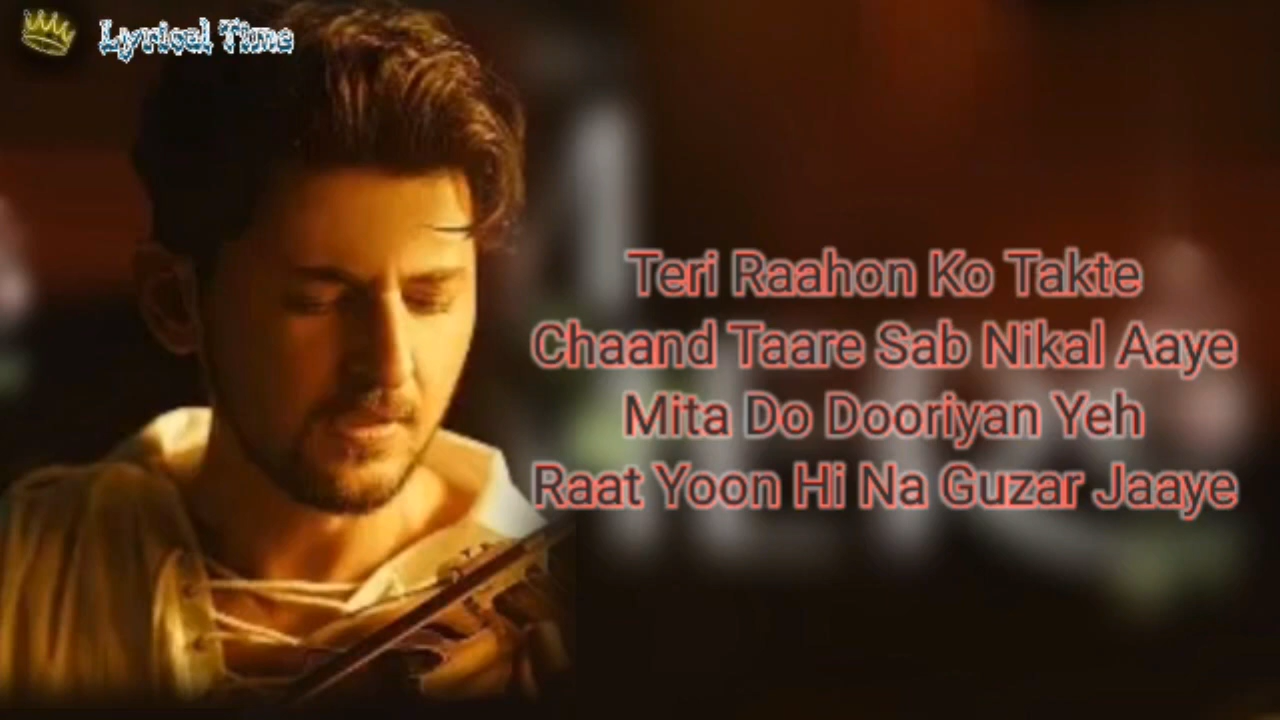 Lyrical Time
Teri Raahon Ko Takte
Chaand Taare Sab Nikal Aaye
Mita Do Dooriyan Yeh
Raat Yoon Hi Na Guzar Jaaye